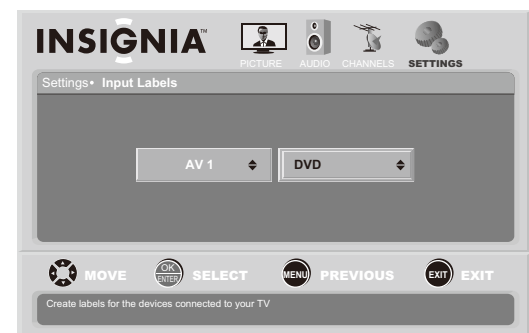 INSIGNIA™
PICTURE AUDIO CHANNELS SETTINGS
Settings• Input Labels
AV 1 DVD
MOVE OK ENTER SELECT MENU PREVIOUS EXIT EXIT
Create labels for the devices connected to your TV